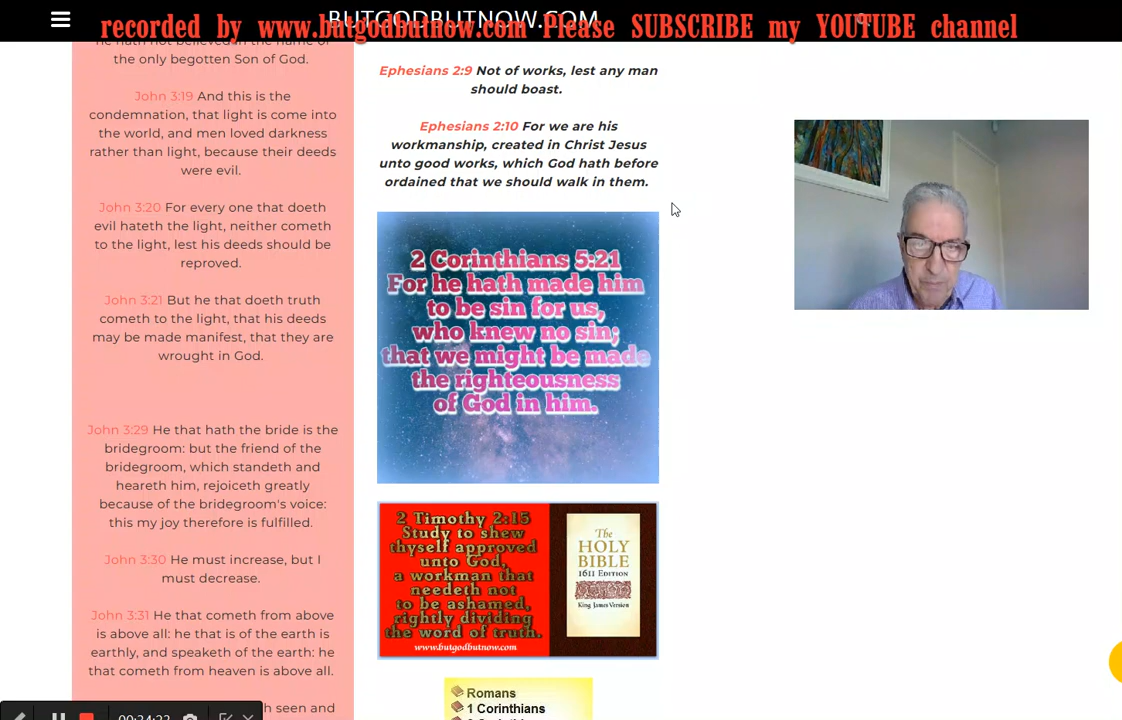 BUTGODBUTNOW.COM
recorded by www.butgodbutnow.com Please SUBSCRIBE my YOUTUBE channel
he hath not believed in the name of
the only begotten Son of God.
John 3:19 And this is the
condemnation, that light is come into
the world, and men loved darkness
rather than light, because their deeds
were evil.
John 3:20 For every one that doeth
evil hateth the light, neither cometh
to the light, lest his deeds should be
reproved.
John 3:21 But he that doeth truth
cometh to the light, that his deeds
may be made manifest, that they are
wrought in God.
John 3:29 He that hath the bride is the
bridegroom: but the friend of the
bridegroom, which standeth and
heareth him, rejoiceth greatly
because of the bridegroom's voice:
this my joy therefore is fulfilled.
John 3:30 He must increase, but I
must decrease.
John 3:31 He that cometh from above
is above all: he that is of the earth is
earthly, and speaketh of the earth: he
that cometh from heaven is above all.
h seen and
00:24:22
Ephesians 2:9 Not of works, lest any man
should boast.
Ephesians 2:10 For we are his
workmanship, created in Christ Jesus
unto good works, which God hath before
ordained that we should walk in them.
2 Corinthians 5:21
For he hath made him
to be sin for us,
who knew no sin;
that we might be made
the righteousness
of God in him.
2 Timothy 2:15
Study to shew
thyself approved
unto God,
a workman that
needeth not
to be ashamed,
rightly dividing
the word of truth.
www.butgodbutnow.com
The
HOLY
BIBLE
1611 EDITION
King James Version
Romans
1 Corinthians